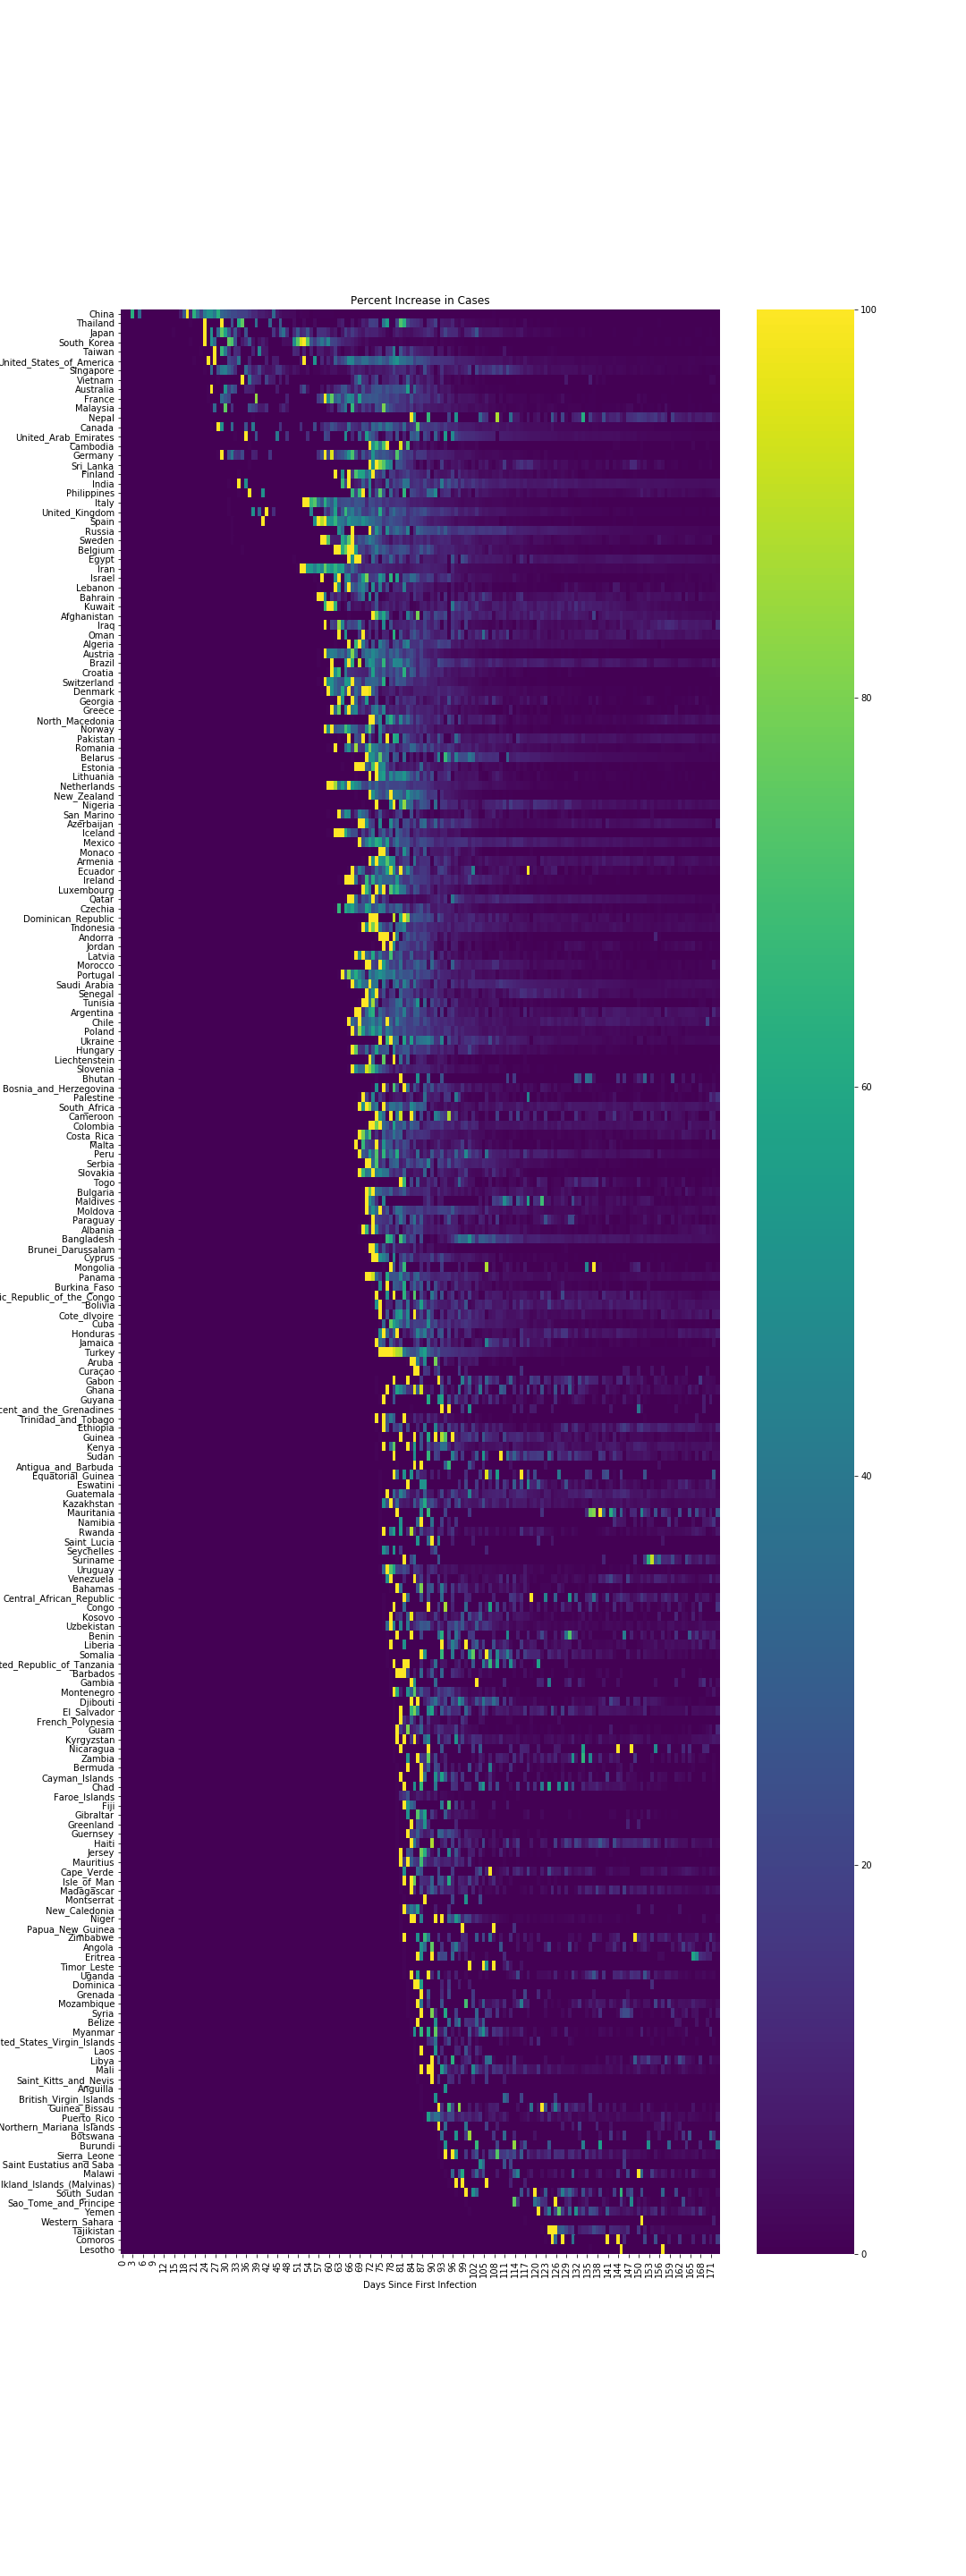 Percent Increase in Cases
China
Thailand
Japan
South_Korea
Taiwan
United_States_of_America
Singapore
Vietnam
Australia
France
Malaysia
Nepal
Canada
United_Arab_Emirates
Cambodia
Germany
Sri_Lanka
Finland
India
Philippines
Italy
United_Kingdom
Spain
Russia
Sweden
Belgium
Egypt
Iran
Israel
Lebanon
Bahrain
Kuwait
Afghanistan
Iraq
Oman
Algeria
Austria
Brazil
Croatia
Switzerland
Denmark
Georgia
Greece
North_Macedonia
Norway
Pakistan
Romania
Belarus
Estonia
Lithuania
Netherlands
New_Zealand
Nigeria
San_Marino
Azerbaijan
Iceland
Mexico
Monaco
Armenia
Ecuador
Ireland
Luxembourg
Qatar
Czechia
Dominican_Republic
Indonesia
Andorra
Jordan
Latvia
Morocco
Portugal
Saudi_Arabia
Senegal
Tunisia
Argentina
Chile
Poland
Ukraine
Hungary
Liechtenstein
Slovenia
Bhutan
Bosnia_and_Herzegovina
Palestine
South_Africa
Cameroon
Colombia
Costa_Rica
Malta
Peru
Serbia
Slovakia
Togo
Bulgaria
Maldives
Moldova
Paraguay
Albania
Bangladesh
Brunei_Darussalam
Cyprus
Mongolia
Panama
Burkina_Faso
ic_Republic_of_the_Congo
Bolivia
Cote_dIvoire
Cuba
Honduras
Jamaica
Turkey
Aruba
Curaçao
Gabon
Ghana
Guyana
cent_and_the_Grenadines
Trinidad_and_Tobago
Ethiopia
Guinea
Kenya
Sudan
Antigua_and_Barbuda
Equatorial_Guinea
Eswatini
Guatemala
Kazakhstan
Mauritania
Namibia
Rwanda
Saint_Lucia
Seychelles
Suriname
Uruguay
Venezuela
Bahamas
Central_African_Republic
Congo
Kosovo
Uzbekistan
Benin
Liberia
Somalia
ted_Republic_of_Tanzania
Barbados
Gambia
Montenegro
Djibouti
El_Salvador
French_Polynesia
Guam
Kyrgyzstan
Nicaragua
Zambia
Bermuda
Cayman_Islands
Chad
Faroe_Islands
Fiji
Gibraltar
Greenland
Guernsey
Haiti
Jersey
Mauritius
Cape_Verde
Isle_of_Man
Madagascar
Montserrat
New_Caledonia
Niger
Papua_New_Guinea
Zimbabwe
Angola
Eritrea
Timor_Leste
Uganda
Dominica
Grenada
Mozambique
Syria
Belize
Myanmar
ted_States_Virgin_Islands
Laos
Libya
Mali
Saint_Kitts_and_Nevis
Anguilla
British_Virgin_Islands
Guinea_Bissau
Puerto_Rico
Northern_Mariana_Islands
Botswana
Burundi
Sierra_Leone
Saint Eustatius and Saba
Malawi
lkland_Islands_(Malvinas)
South_Sudan
Sao_Tome_and_Principe
Yemen
Western_Sahara
Tajikistan
Comoros
Lesotho
0 3 6 9 12 15 18 21 24 27 30 33 36 39 42 45 48 51 54 57 60 63 66 69 72 75 78 81 84 87 90 93 96 99 102 105 108 111 114 117 120 123 126 129 132 135 138 141 144 147 150 153 156 159 162 165 168 171
Days Since First Infection
100
80
60
40
20
0